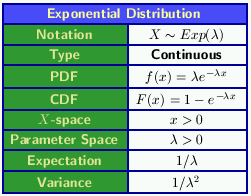 Exponential Distribution
Notation X ∼ Exp(λ)
Type Continuous
PDF f(x) = λe^{−λx}
CDF F(x) = 1 − e^{−λx}
X-space x > 0
Parameter Space λ > 0
Expectation 1/λ
Variance 1/λ²